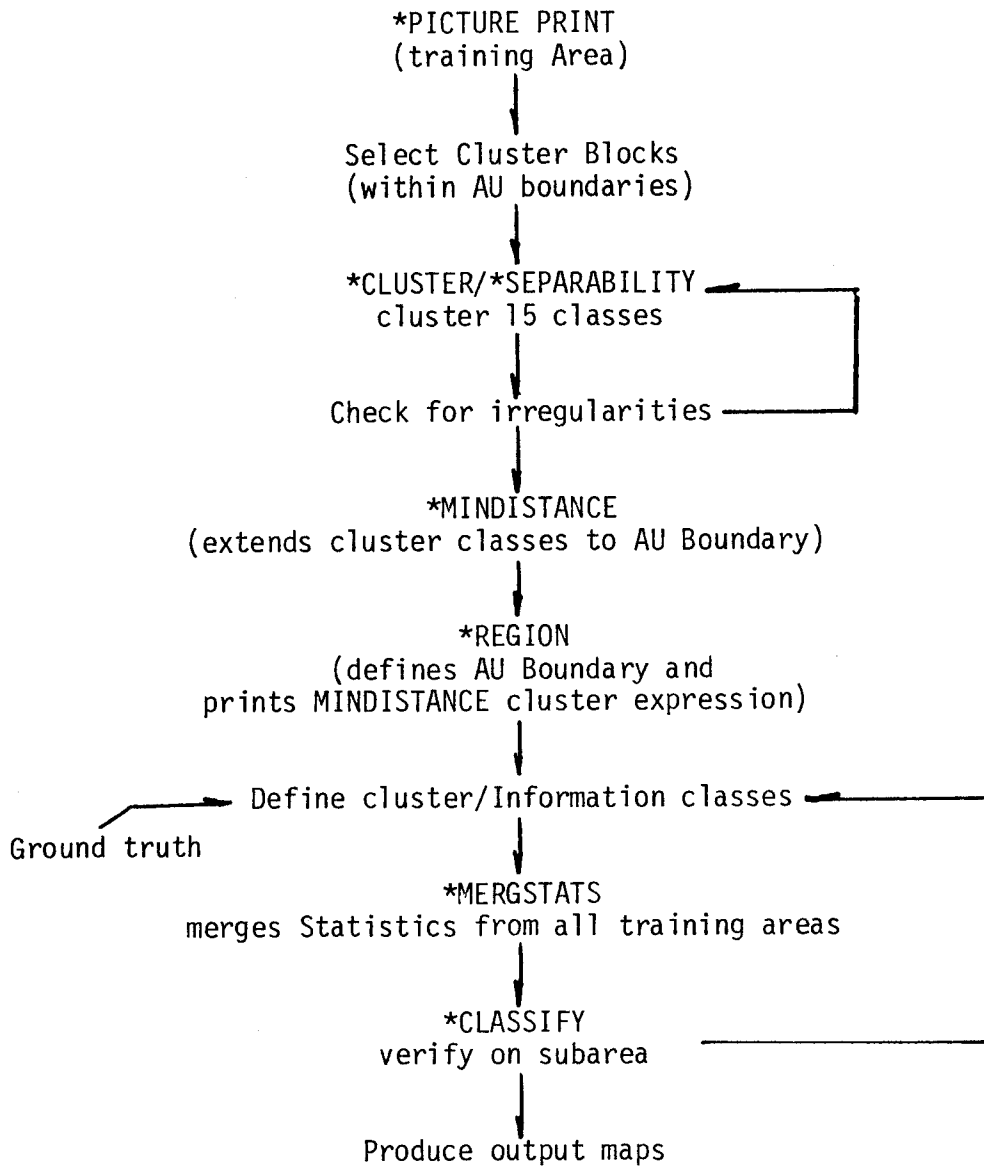 *PICTURE PRINT
(training Area)
Select Cluster Blocks
(within AU boundaries)
*CLUSTER/*SEPARABILITY
cluster 15 classes
Check for irregularities
*MINDISTANCE
(extends cluster classes to AU Boundary)
*REGION
(defines AU Boundary and
prints MINDISTANCE cluster expression)
Define cluster/Information classes
Ground truth
*MERGSTATS
merges Statistics from all training areas
*CLASSIFY
verify on subarea
Produce output maps